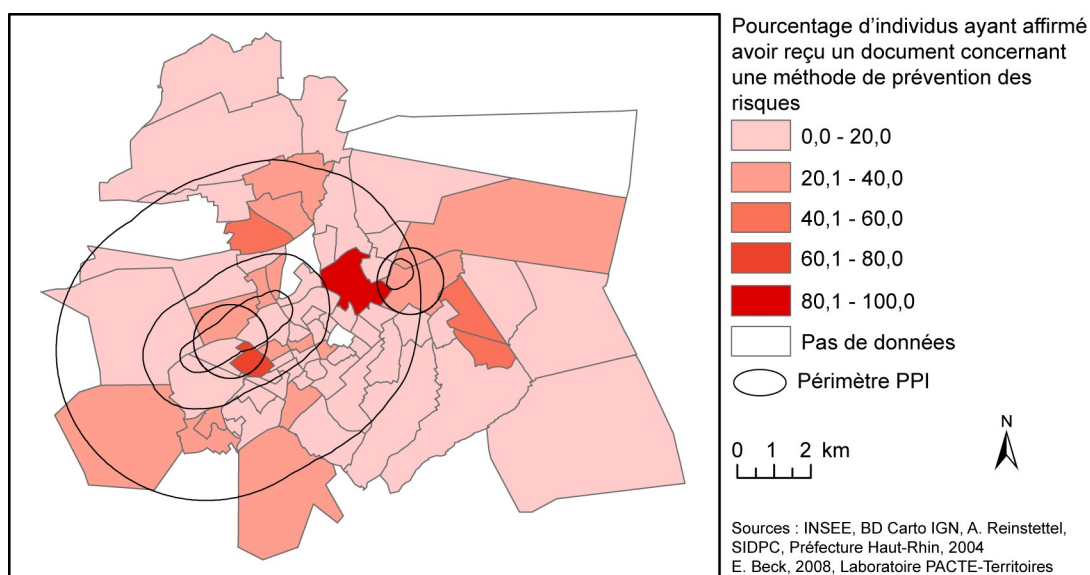 Pourcentage d'individus ayant affirmé
avoir reçu un document concernant
une méthode de prévention des
risques
0,0 - 20,0
20,1 - 40,0
40,1 - 60,0
60,1 - 80,0
80,1 - 100,0
Pas de données
Périmètre PPI
N
0 1 2 km
Sources : INSEE, BD Carto IGN, A. Reinstettel,
SIDPC, Préfecture Haut-Rhin, 2004
E. Beck, 2008, Laboratoire PACTE-Territoires